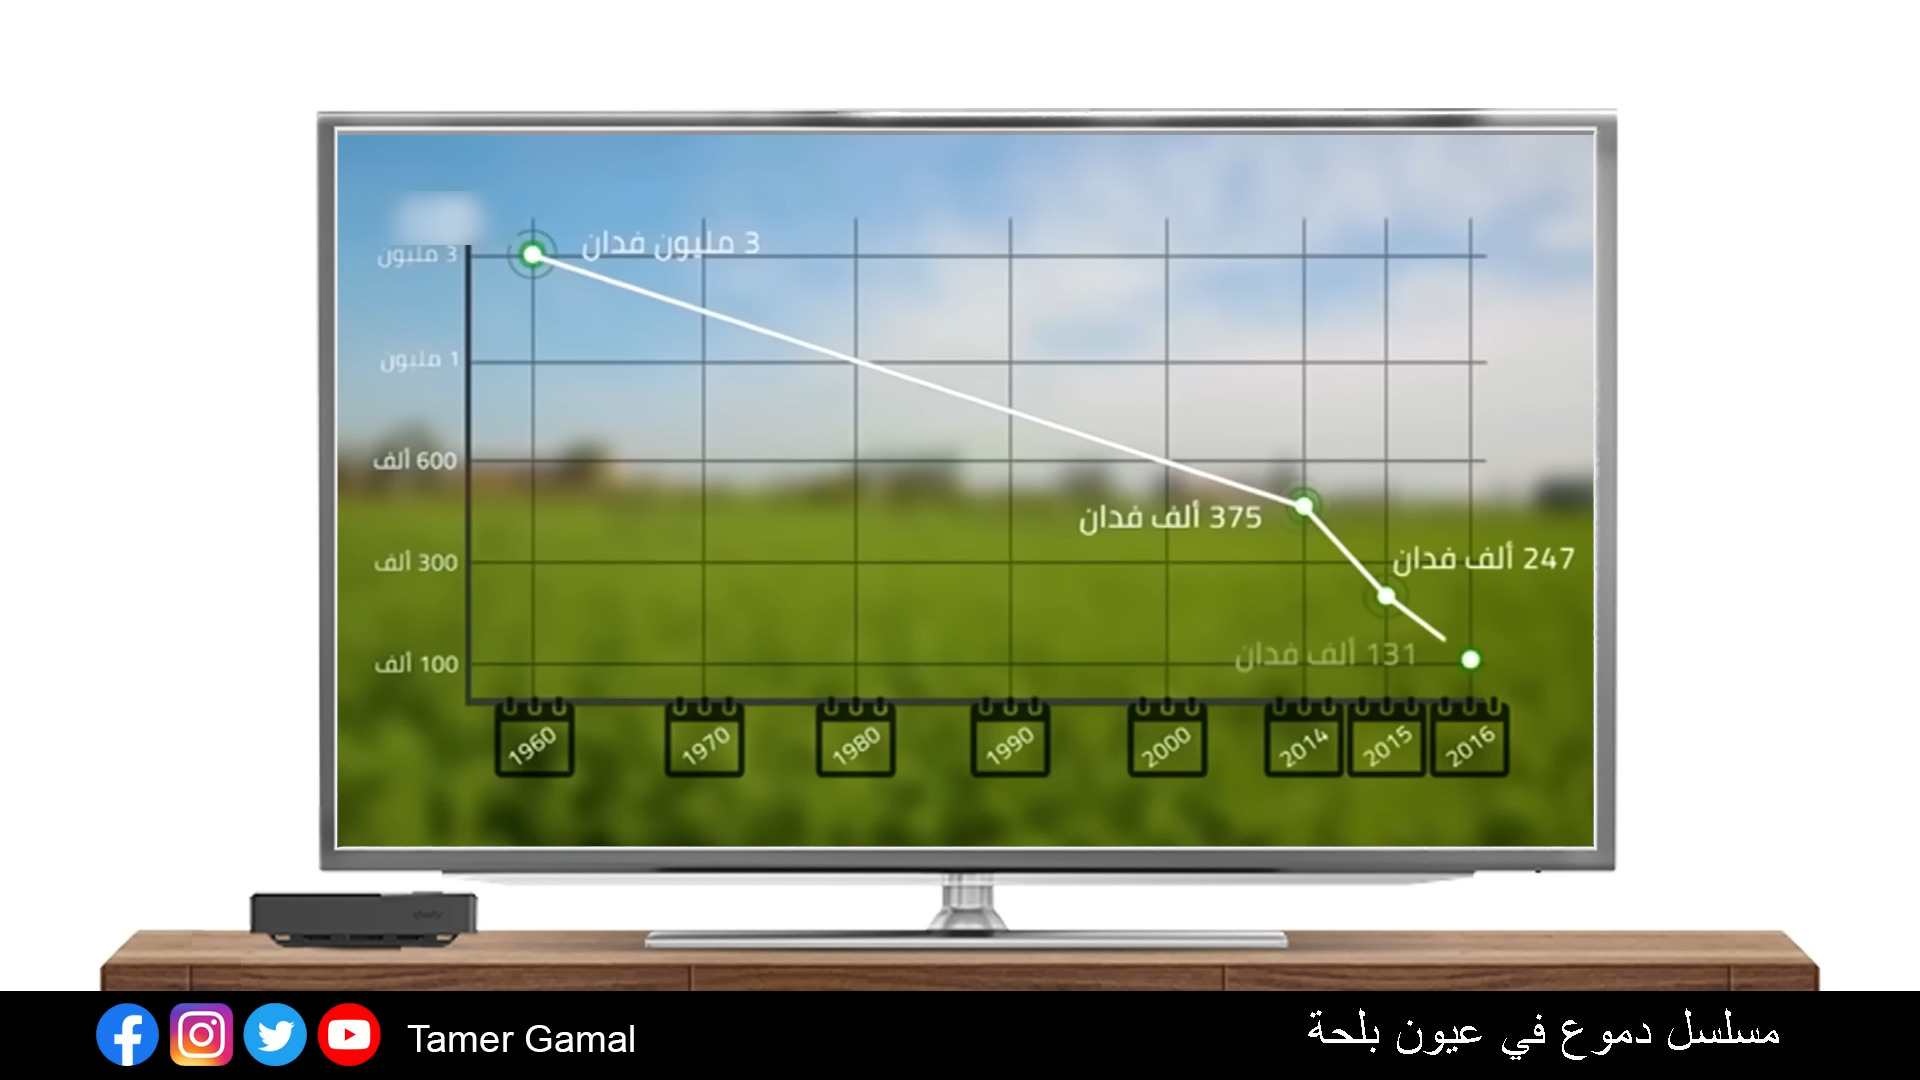 3 مليون فدان
3 مليون
1 مليون
600 ألف
375 ألف فدان
247 ألف فدان
300 ألف
131 ألف فدان
100 ألف
1960
1970
1980
1990
2000
2014
2015
2016
Tamer Gamal
مسلسل دموع في عيون بلحة